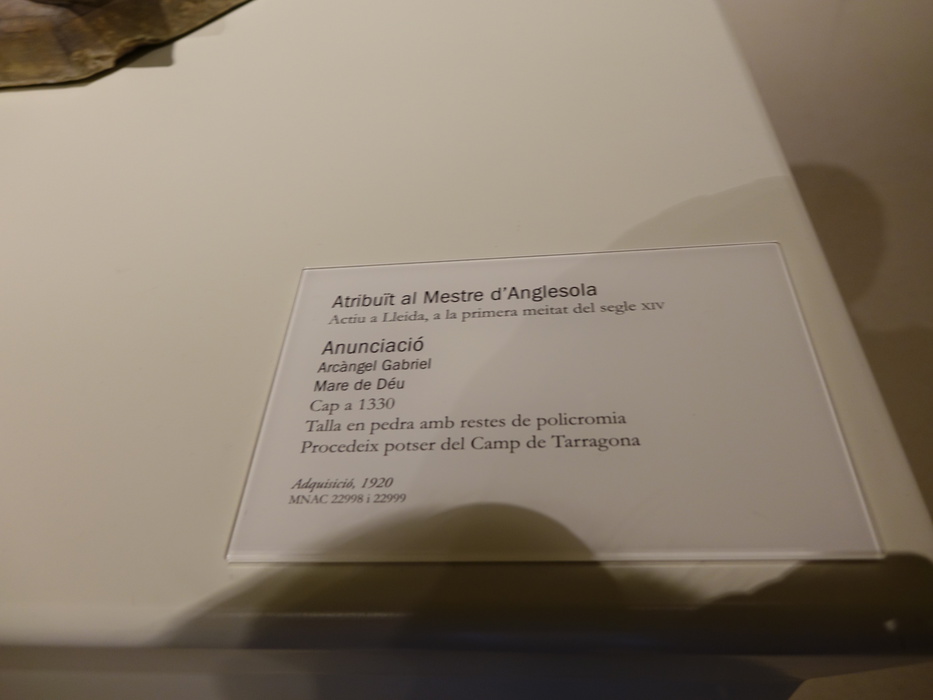 Atribuït al Mestre d'Anglesola
Actiu a Lleida, a la primera meitat del segle XIV
Anunciació
Arcàngel Gabriel
Mare de Déu
Cap a 1330
Talla en pedra amb restes de policromia
Procedeix potser del Camp de Tarragona
Adquisició, 1920
MNAC 22998 i 22999